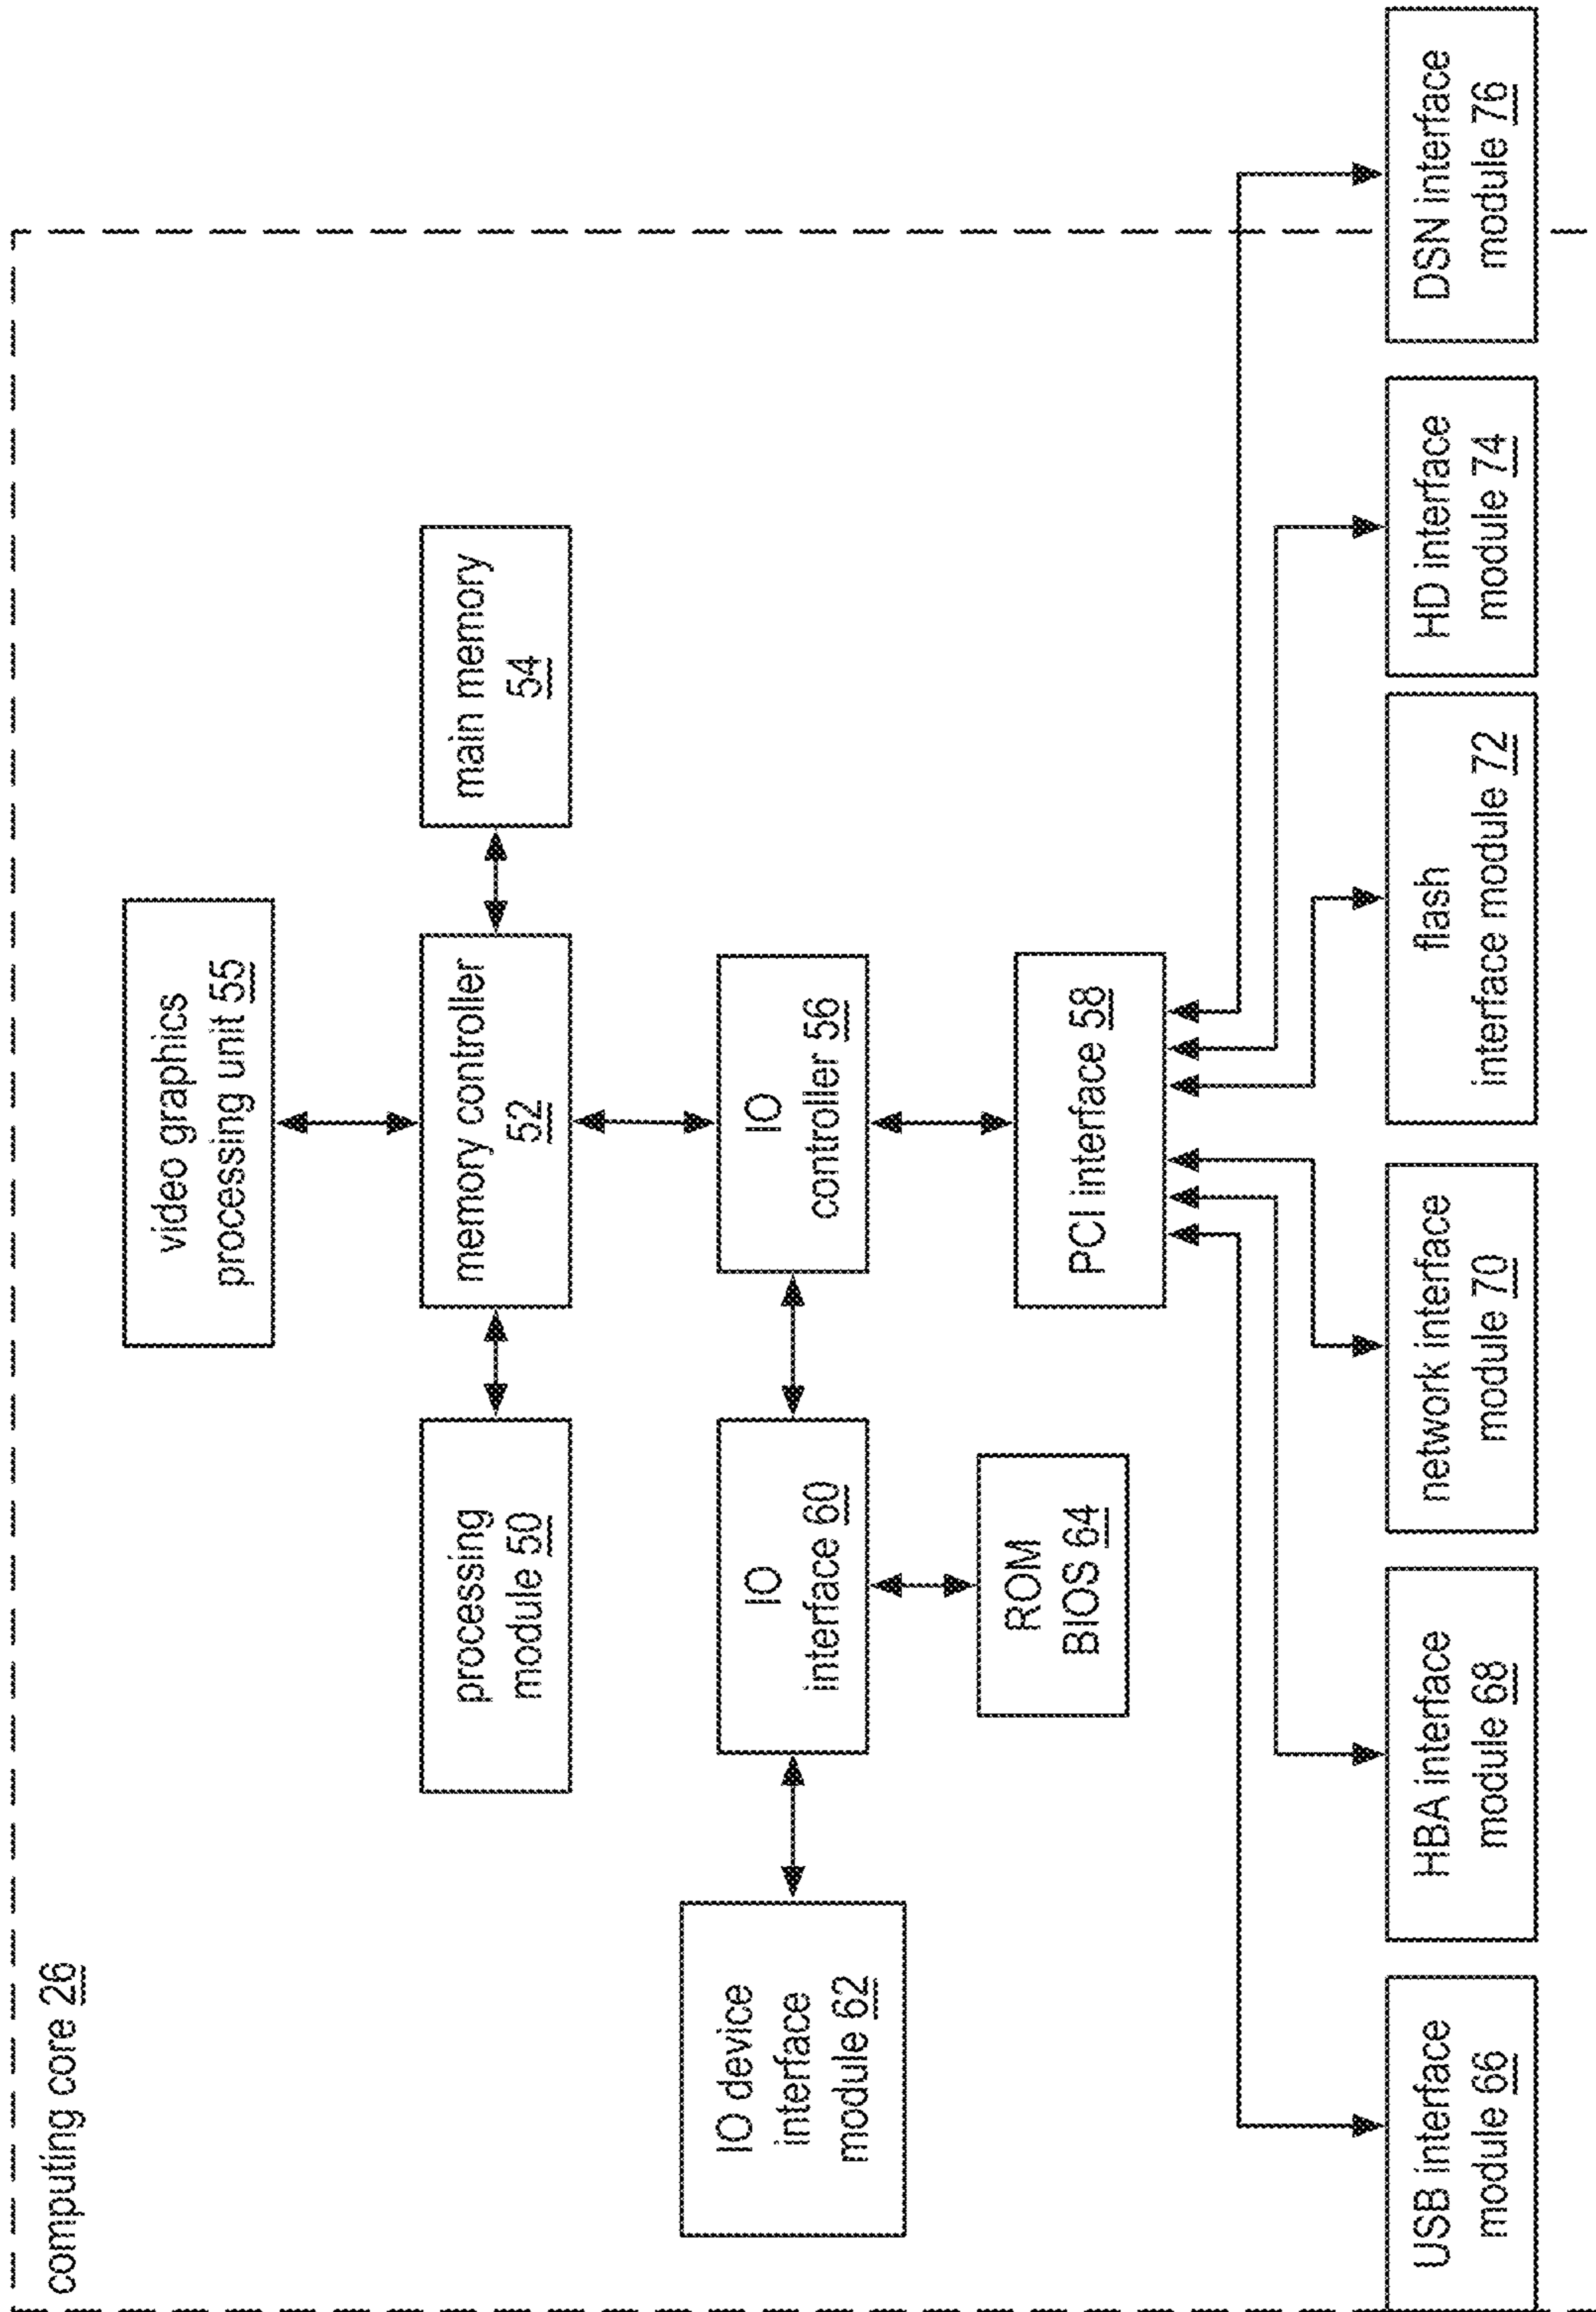 computing core 26
video graphics
processing unit 55
processing
module 50
memory controller
52
main memory
54
IO device
interface
module 62
IO
interface 60
IO
controller 56
ROM
BIOS 64
PCI interface 58
USB interface
module 66
HBA interface
module 68
network interface
module 70
flash
interface module 72
HD interface
module 74
DSN interface
module 76